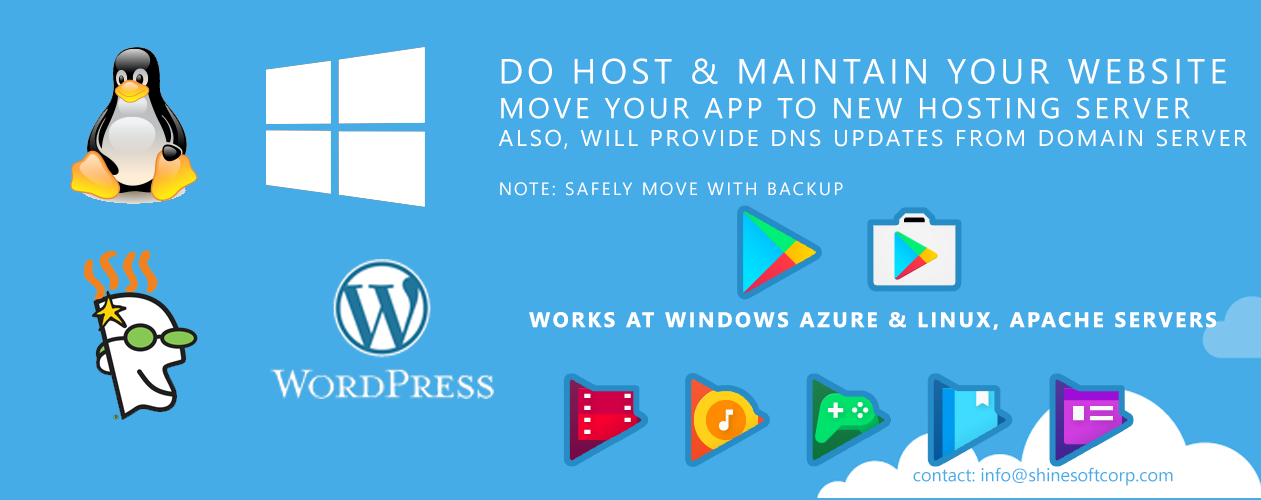 DO HOST & MAINTAIN YOUR WEBSITE
MOVE YOUR APP TO NEW HOSTING SERVER
ALSO, WILL PROVIDE DNS UPDATES FROM DOMAIN SERVER
NOTE: SAFELY MOVE WITH BACKUP
WORKS AT WINDOWS AZURE & LINUX, APACHE SERVERS
WORDPRESS
contact: info@shinesoftcorp.com